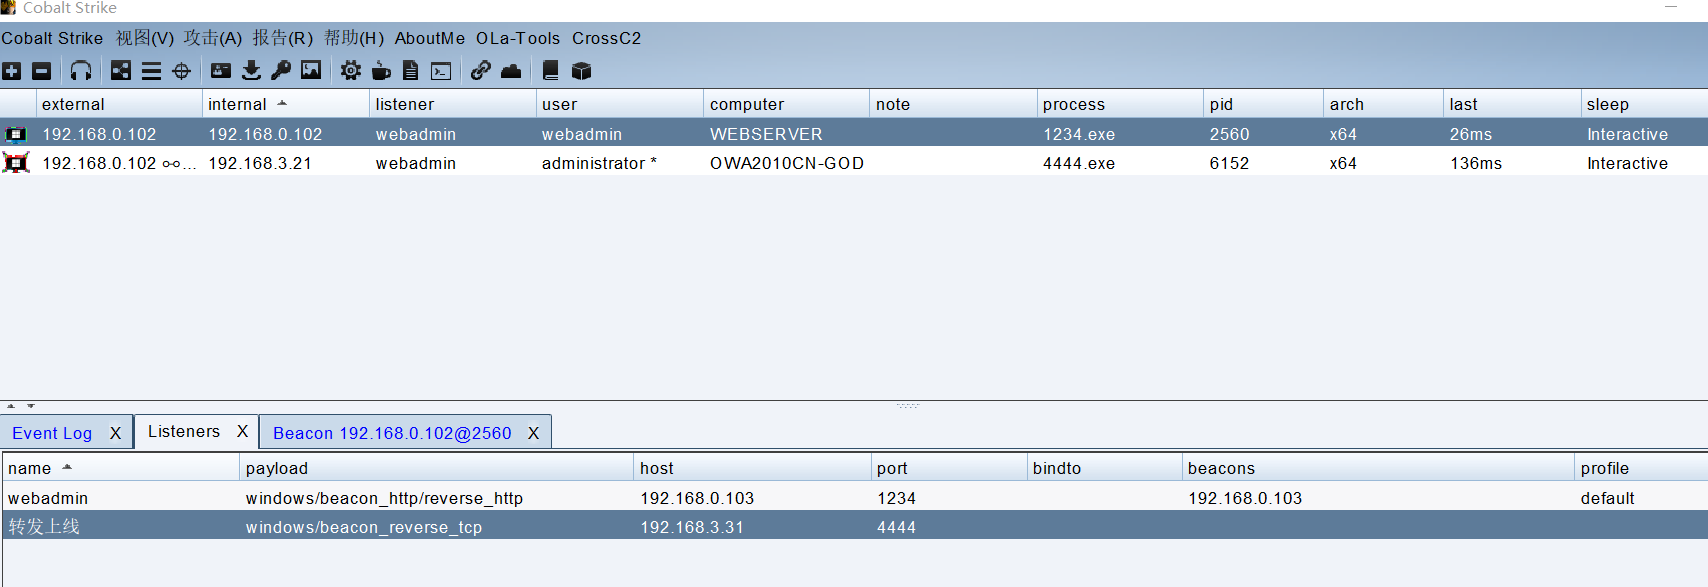 Cobalt Strike
Cobalt Strike 视图(V) 攻击(A) 报告(R) 帮助(H) AboutMe OLa-Tools CrossC2
external internal listener user computer note process pid arch last sleep
192.168.0.102 192.168.0.102 webadmin webadmin WEBSERVER 1234.exe 2560 x64 26ms Interactive
192.168.0.102 ⚯... 192.168.3.21 webadmin administrator * OWA2010CN-GOD 4444.exe 6152 x64 136ms Interactive
Event Log X Listeners X Beacon 192.168.0.102@2560 X
name payload host port bindto beacons profile
webadmin windows/beacon_http/reverse_http 192.168.0.103 1234 192.168.0.103 default
转发上线 windows/beacon_reverse_tcp 192.168.3.31 4444